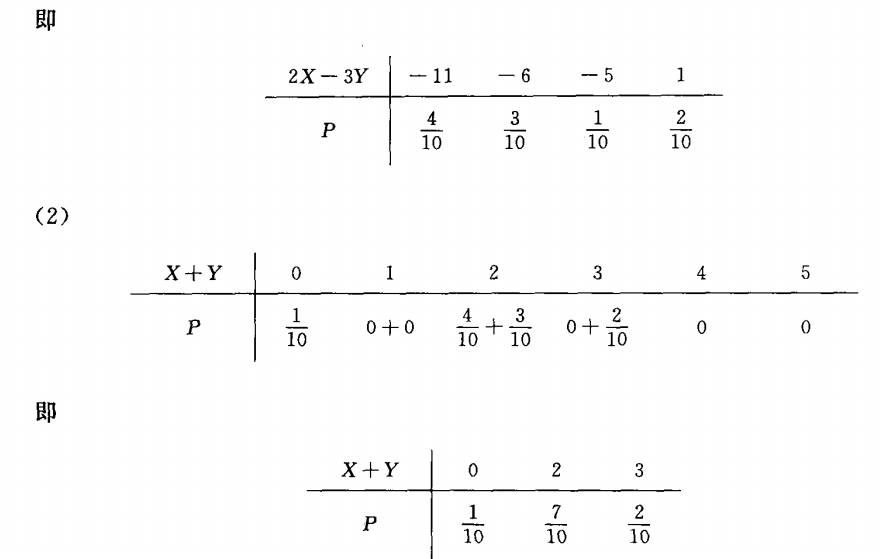 即
2X－3Y －11 －6 －5 1
P 4/10 3/10 1/10 2/10
(2)
X＋Y 0 1 2 3 4 5
P 1/10 0＋0 4/10＋3/10 0＋2/10 0 0
即
X＋Y 0 2 3
P 1/10 7/10 2/10